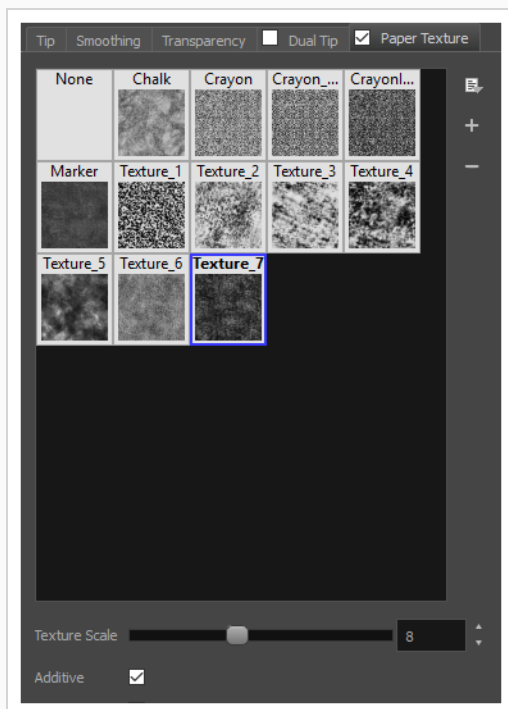 Tip Smoothing Transparency Dual Tip Paper Texture
None Chalk Crayon Crayon_... CrayonI...
Marker Texture_1 Texture_2 Texture_3 Texture_4
Texture_5 Texture_6 Texture_7
Texture Scale 8
Additive